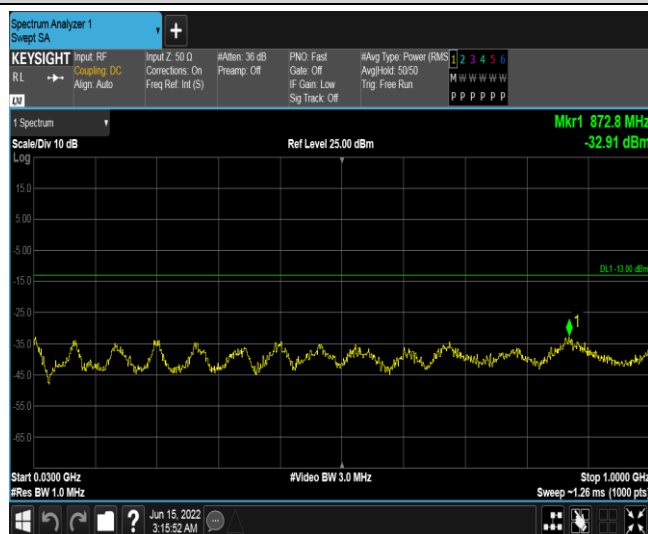 Spectrum Analyzer 1
Swept SA
+
KEYSIGHT
RL
LXI
Input: RF
Coupling: DC
Align: Auto
Input Z: 50 Ω
Corrections: On
Freq Ref: Int (S)
#Atten: 36 dB
Preamp: Off
PNO: Fast
Gate: Off
IF Gain: Low
Sig Track: Off
#Avg Type: Power (RMS
Avg|Hold: 50/50
Trig: Free Run
1 2 3 4 5 6
M W W W W W
P P P P P P
1 Spectrum
Mkr1 872.8 MHz
Scale/Div 10 dB
Ref Level 25.00 dBm
-32.91 dBm
Log
15.0
5.00
-5.00
DL1 -13.00 dBm
-15.0
-25.0
1
-35.0
-45.0
-55.0
-65.0
Start 0.0300 GHz
#Video BW 3.0 MHz
Stop 1.0000 GHz
#Res BW 1.0 MHz
Sweep ~1.26 ms (1000 pts)
?
Jun 15, 2022
3:15:52 AM